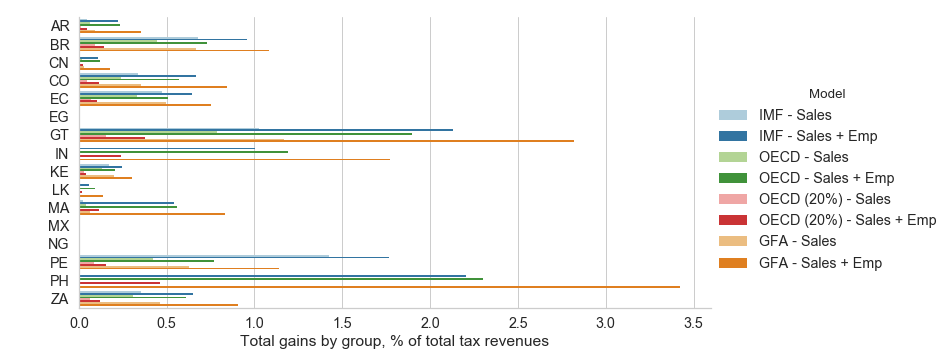 AR
BR
CN
CO
EC
EG
GT
IN
KE
LK
MA
MX
NG
PE
PH
ZA
0.0 0.5 1.0 1.5 2.0 2.5 3.0 3.5
Total gains by group, % of total tax revenues
Model
IMF - Sales
IMF - Sales + Emp
OECD - Sales
OECD - Sales + Emp
OECD (20%) - Sales
OECD (20%) - Sales + Emp
GFA - Sales
GFA - Sales + Emp